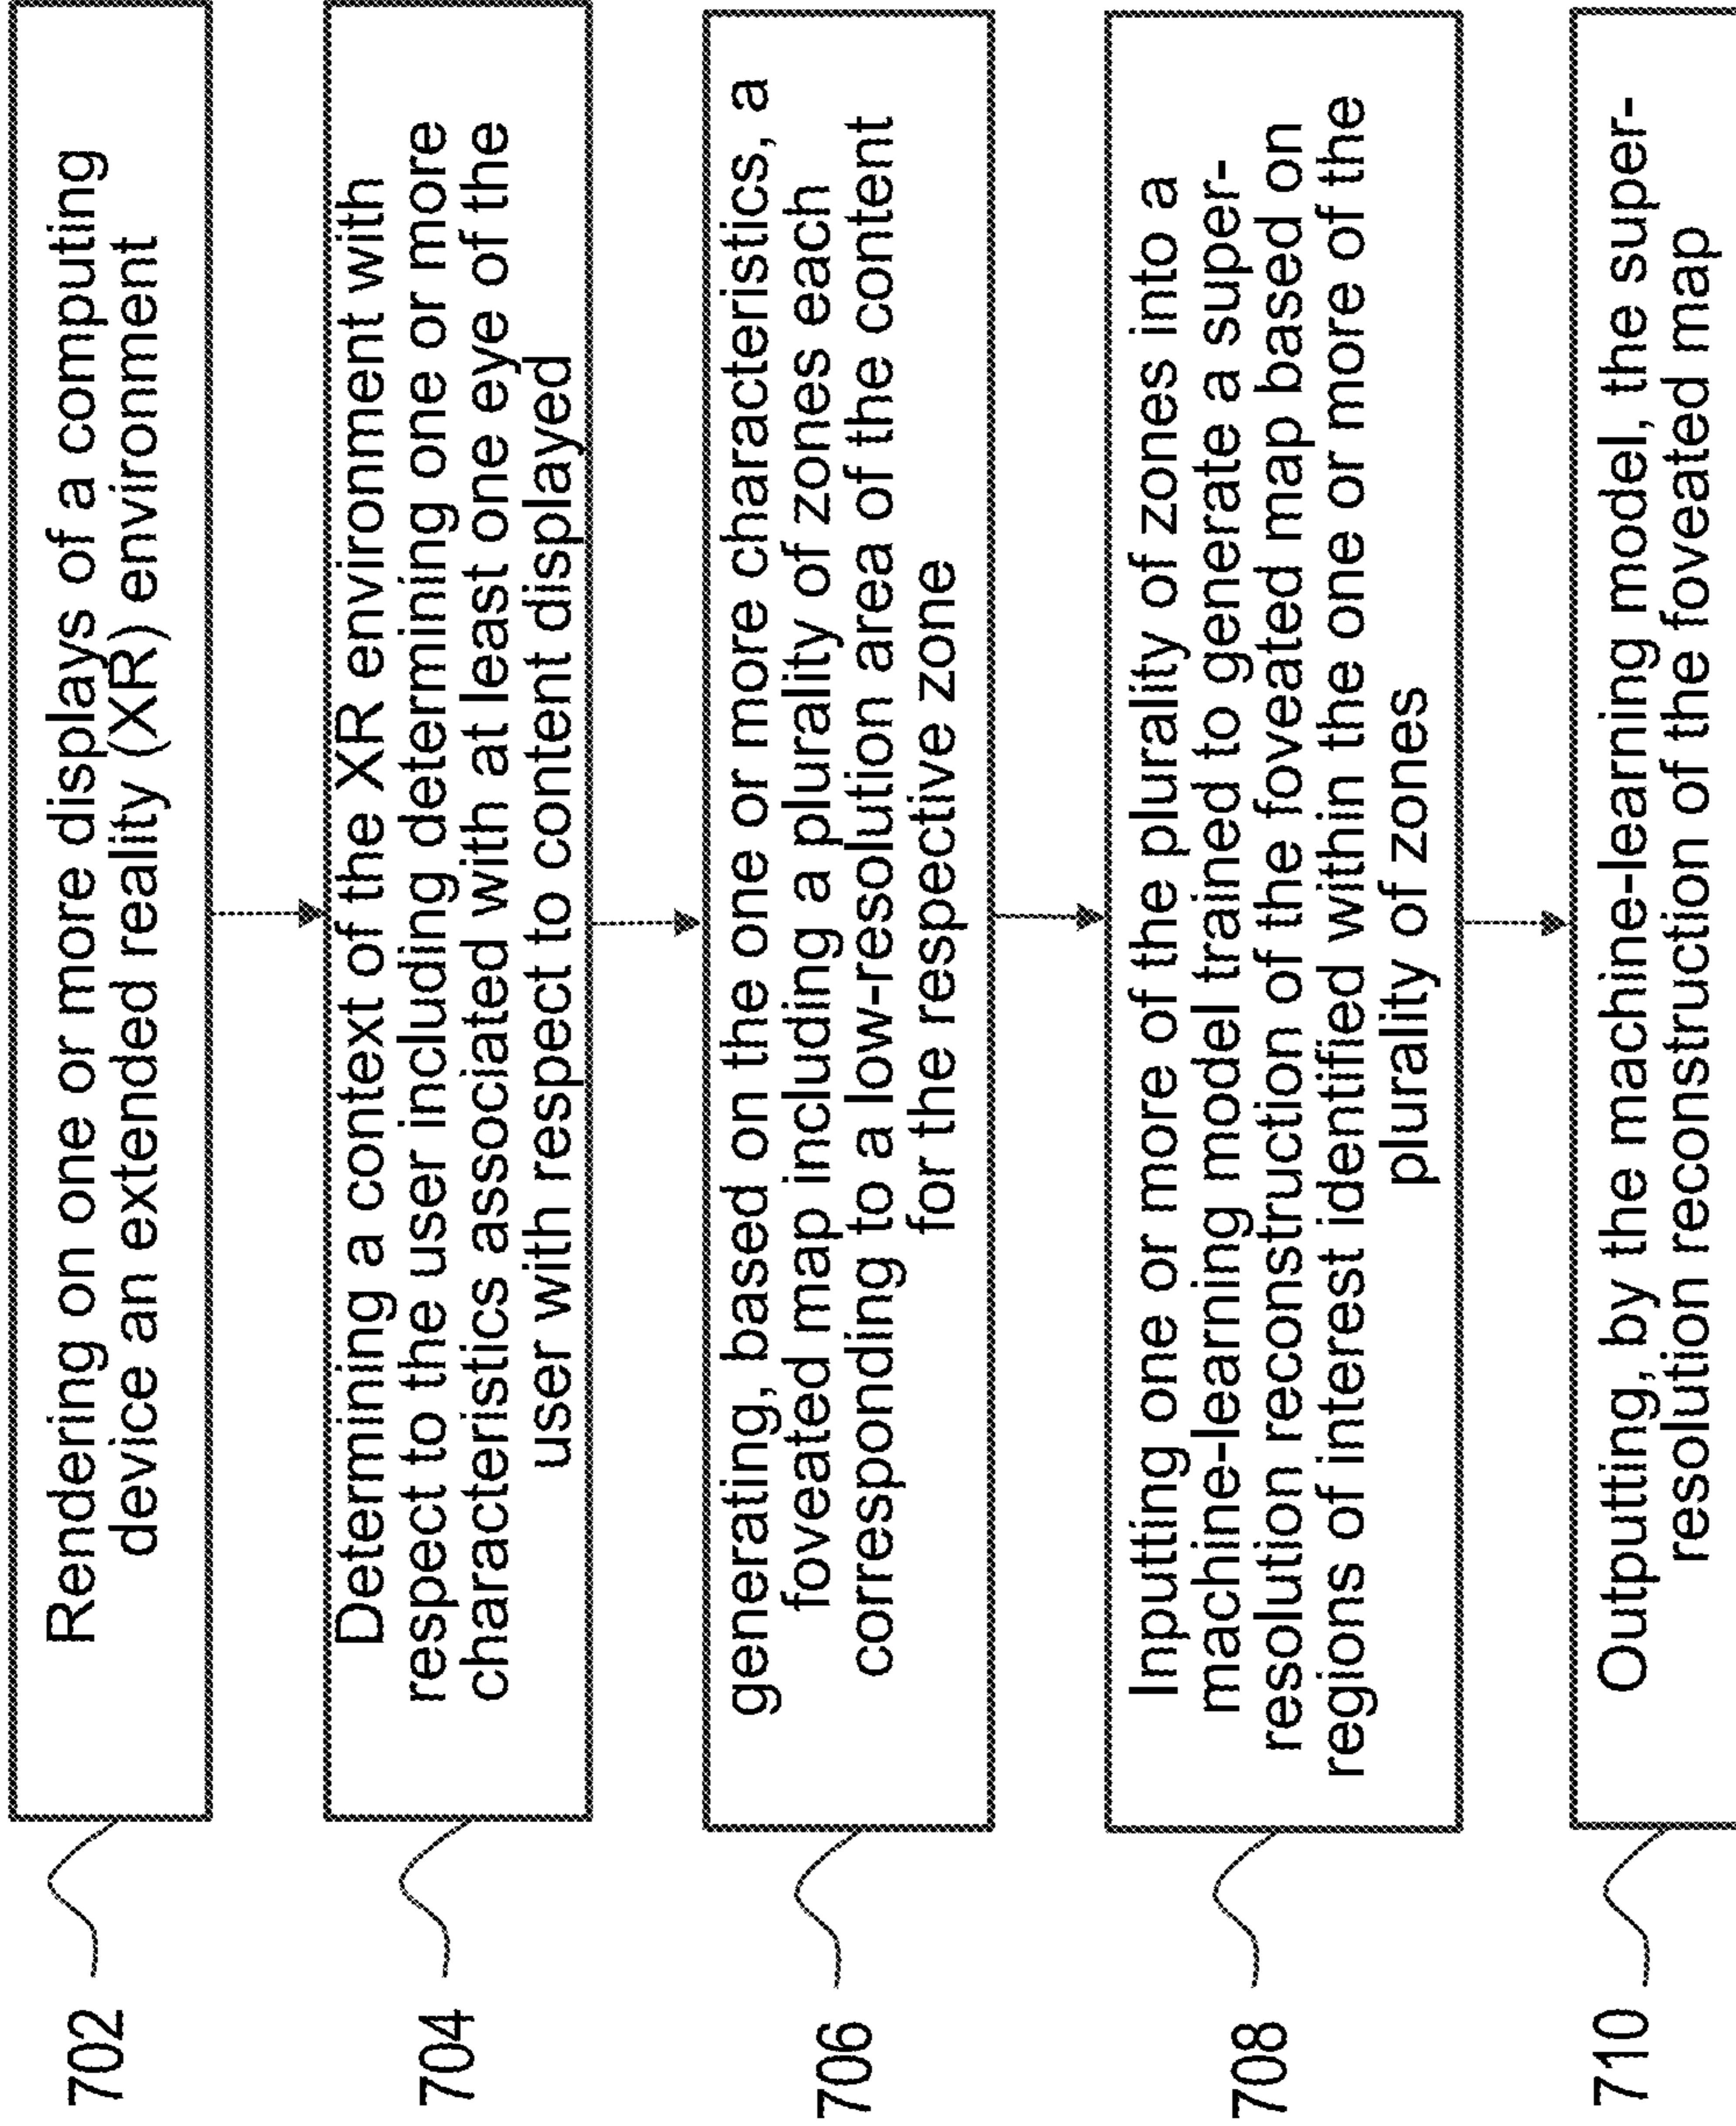 702
Rendering on one or more displays of a computing
device an extended reality (XR) environment
704
Determining a context of the XR environment with
respect to the user including determining one or more
characteristics associated with at least one eye of the
user with respect to content displayed
706
generating, based on the one or more characteristics, a
foveated map including a plurality of zones each
corresponding to a low-resolution area of the content
for the respective zone
708
Inputting one or more of the plurality of zones into a
machine-learning model trained to generate a super-
resolution reconstruction of the foveated map based on
regions of interest identified within the one or more of the
plurality of zones
710
Outputting, by the machine-learning model, the super-
resolution reconstruction of the foveated map